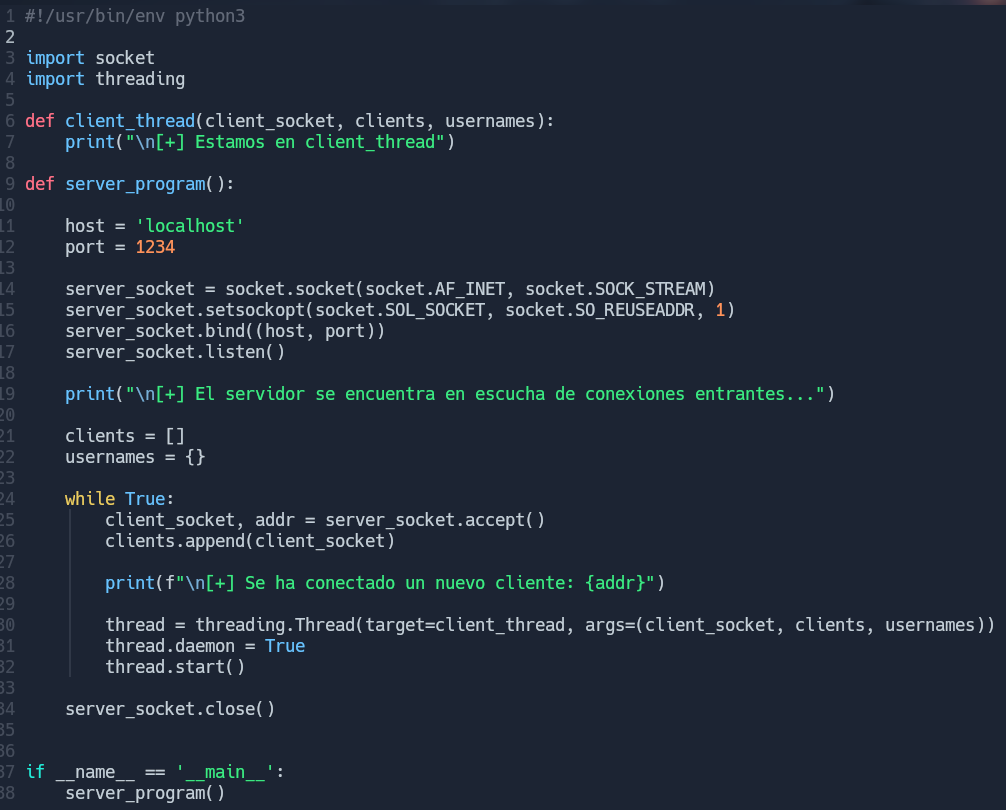 1 #!/usr/bin/env python3
2
3 import socket
4 import threading
5
6 def client_thread(client_socket, clients, usernames):
7     print("\n[+] Estamos en client_thread")
8
9 def server_program():
10
11     host = 'localhost'
12     port = 1234
13
14     server_socket = socket.socket(socket.AF_INET, socket.SOCK_STREAM)
15     server_socket.setsockopt(socket.SOL_SOCKET, socket.SO_REUSEADDR, 1)
16     server_socket.bind((host, port))
17     server_socket.listen()
18
19     print("\n[+] El servidor se encuentra en escucha de conexiones entrantes...")
20
21     clients = []
22     usernames = {}
23
24     while True:
25         client_socket, addr = server_socket.accept()
26         clients.append(client_socket)
27
28         print(f"\n[+] Se ha conectado un nuevo cliente: {addr}")
29
30         thread = threading.Thread(target=client_thread, args=(client_socket, clients, usernames))
31         thread.daemon = True
32         thread.start()
33
34     server_socket.close()
35
36
37 if __name__ == '__main__':
38     server_program()